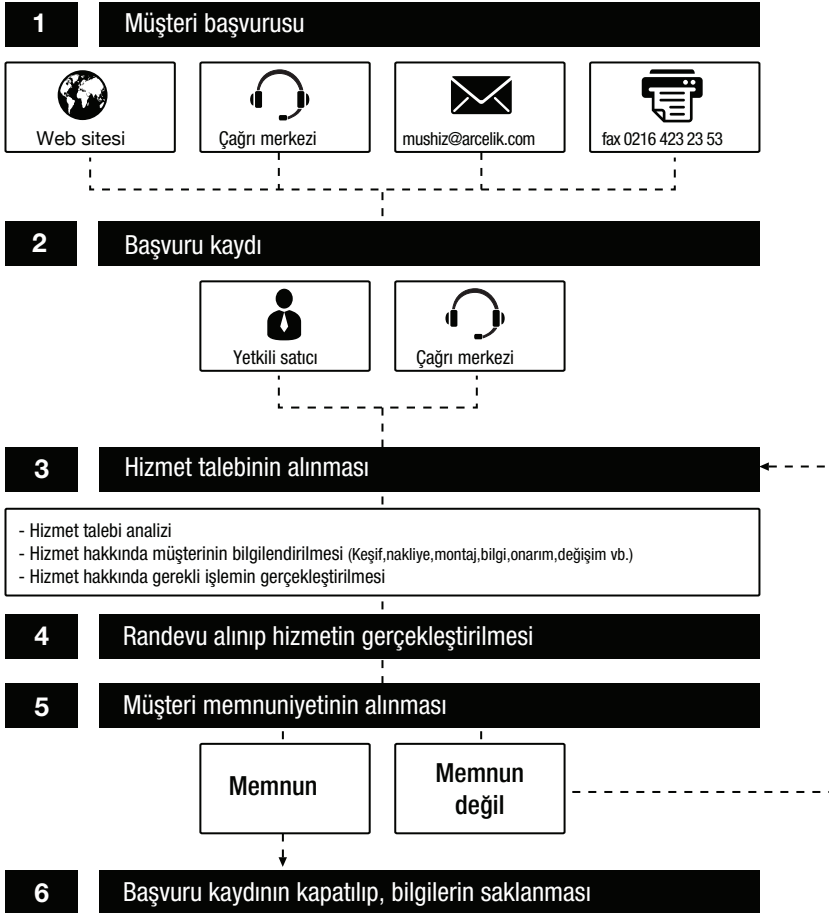 1 Müşteri başvurusu
Web sitesi
Çağrı merkezi
mushiz@arcelik.com
fax 0216 423 23 53
2 Başvuru kaydı
Yetkili satıcı
Çağrı merkezi
3 Hizmet talebinin alınması
- Hizmet talebi analizi
- Hizmet hakkında müşterinin bilgilendirilmesi (Keşif,nakliye,montaj,bilgi,onarım,değişim vb.)
- Hizmet hakkında gerekli işlemin gerçekleştirilmesi
4 Randevu alınıp hizmetin gerçekleştirilmesi
5 Müşteri memnuniyetinin alınması
Memnun
Memnun
değil
6 Başvuru kaydının kapatılıp, bilgilerin saklanması